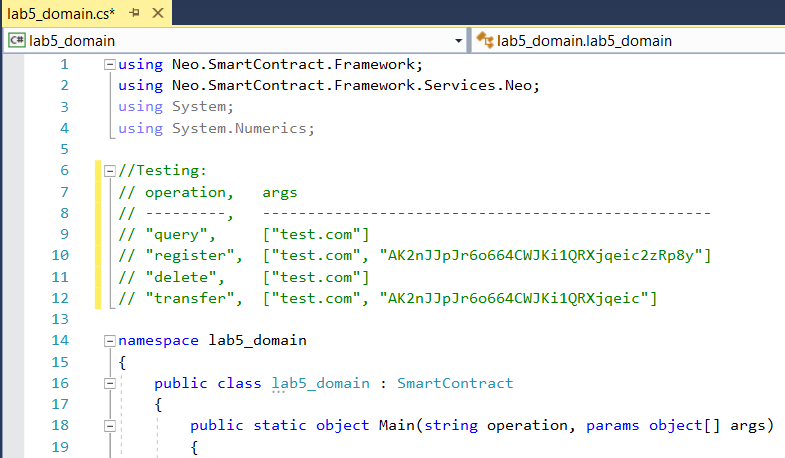 lab5_domain.cs*
C# lab5_domain lab5_domain.lab5_domain
1 using Neo.SmartContract.Framework;
2 using Neo.SmartContract.Framework.Services.Neo;
3 using System;
4 using System.Numerics;
5
6 //Testing:
7 // operation,   args
8 // ---------,   --------------------------------------------------
9 // "query",     ["test.com"]
10 // "register",  ["test.com", "AK2nJJpJr6o664CWJKi1QRXjqeic2zRp8y"]
11 // "delete",    ["test.com"]
12 // "transfer",  ["test.com", "AK2nJJpJr6o664CWJKi1QRXjqeic"]
13
14 namespace lab5_domain
15 {
16     public class lab5_domain : SmartContract
17     {
18         public static object Main(string operation, params object[] args)
19         {